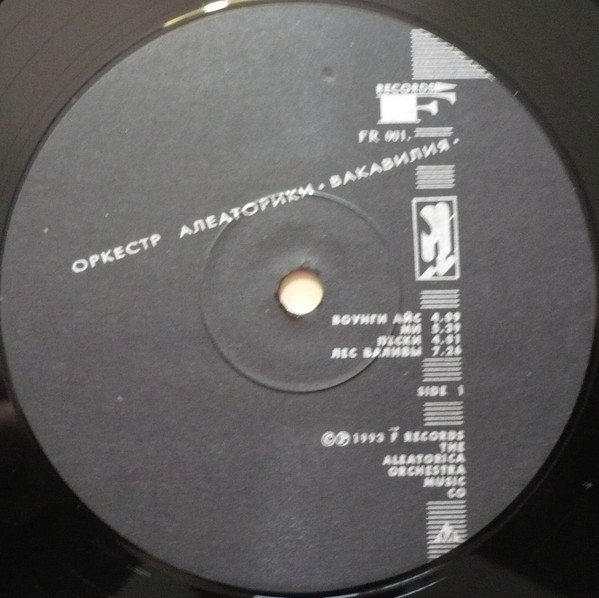 RECORDS
F
FR 001.
ОРКЕСТР АЛЕАТОРИКИ · ВАКАВИЛИЯ ·
ВОУНГИ АЙС 4.09
МИ 5.39
ПЕСКИ 4.01
ЛЕС ВАЛИВЫ 7.26
SIDE 1
©℗ 1993 F RECORDS
THE
ALEATORICA
ORCHESTRA
MUSIC
CO